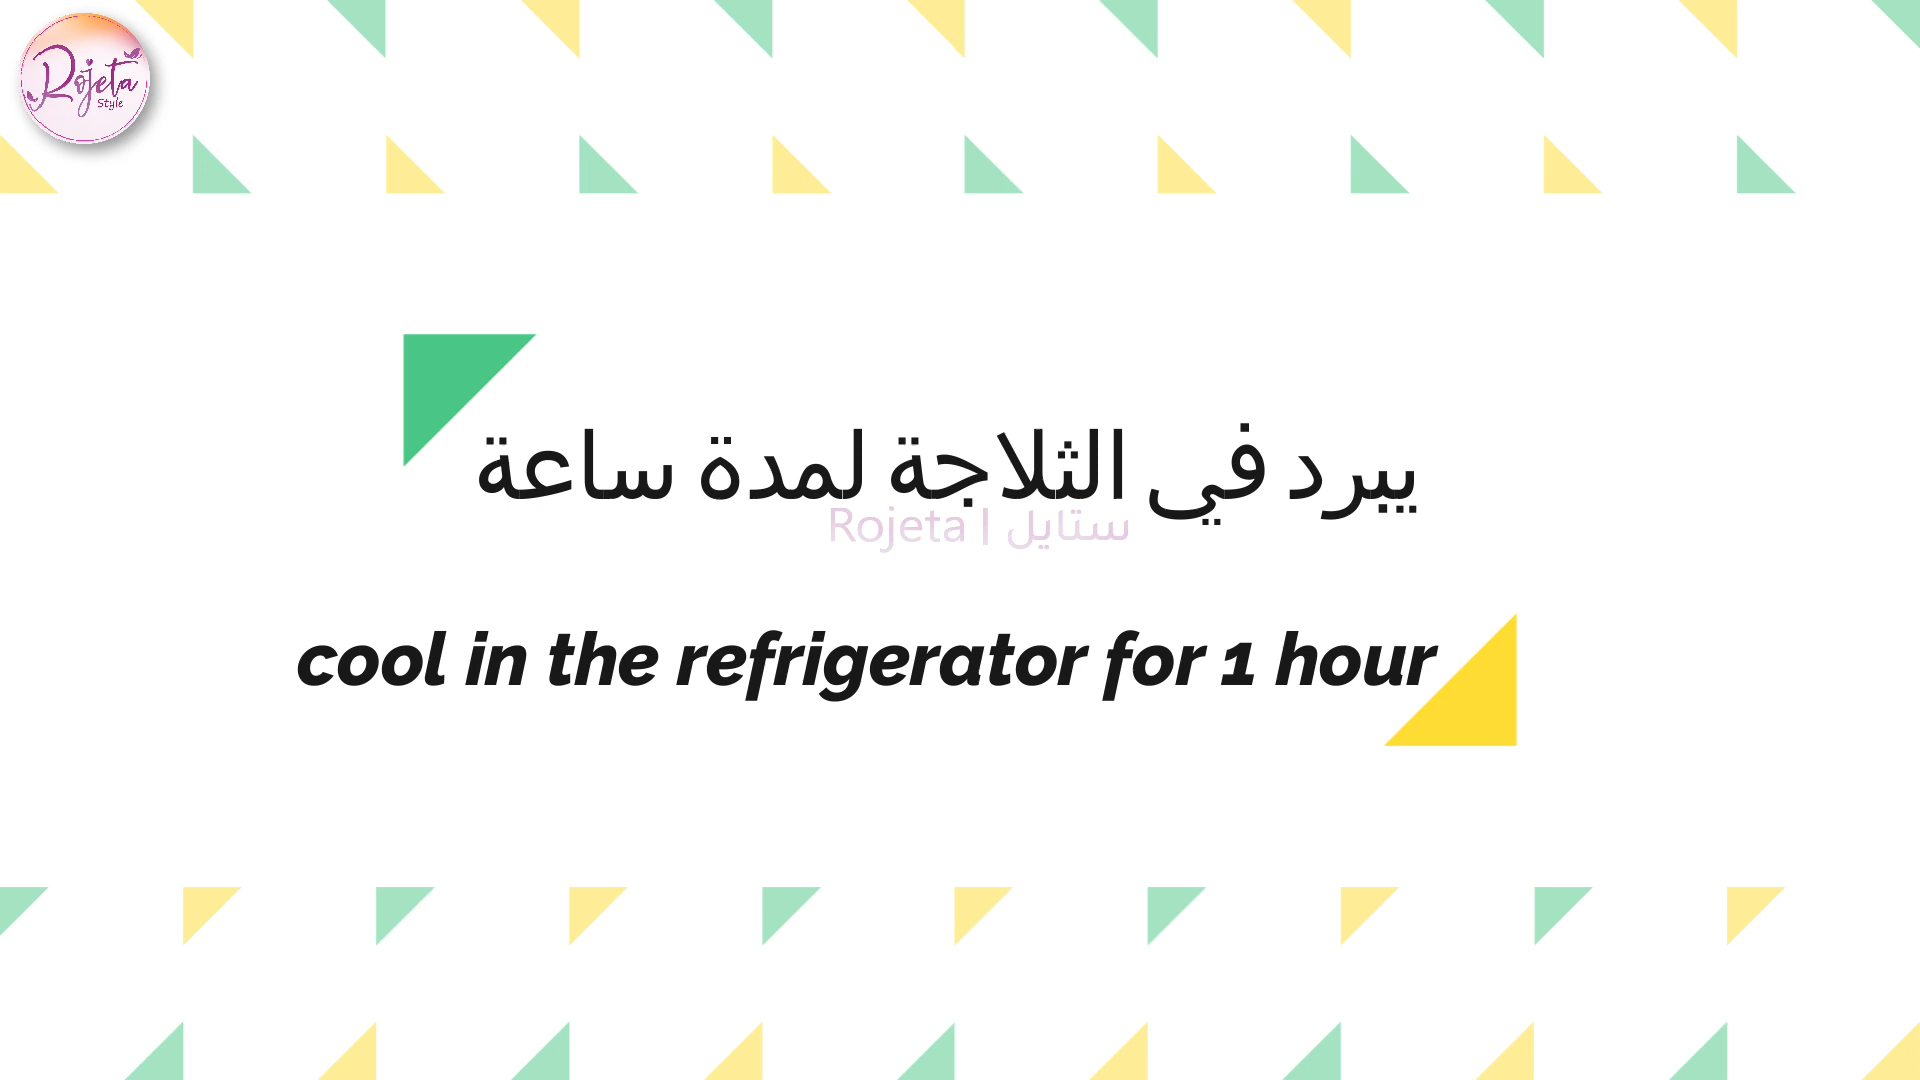 Rojeta
Style
يبرد في الثلاجة لمدة ساعة
Rojeta | ستايل
cool in the refrigerator for 1 hour